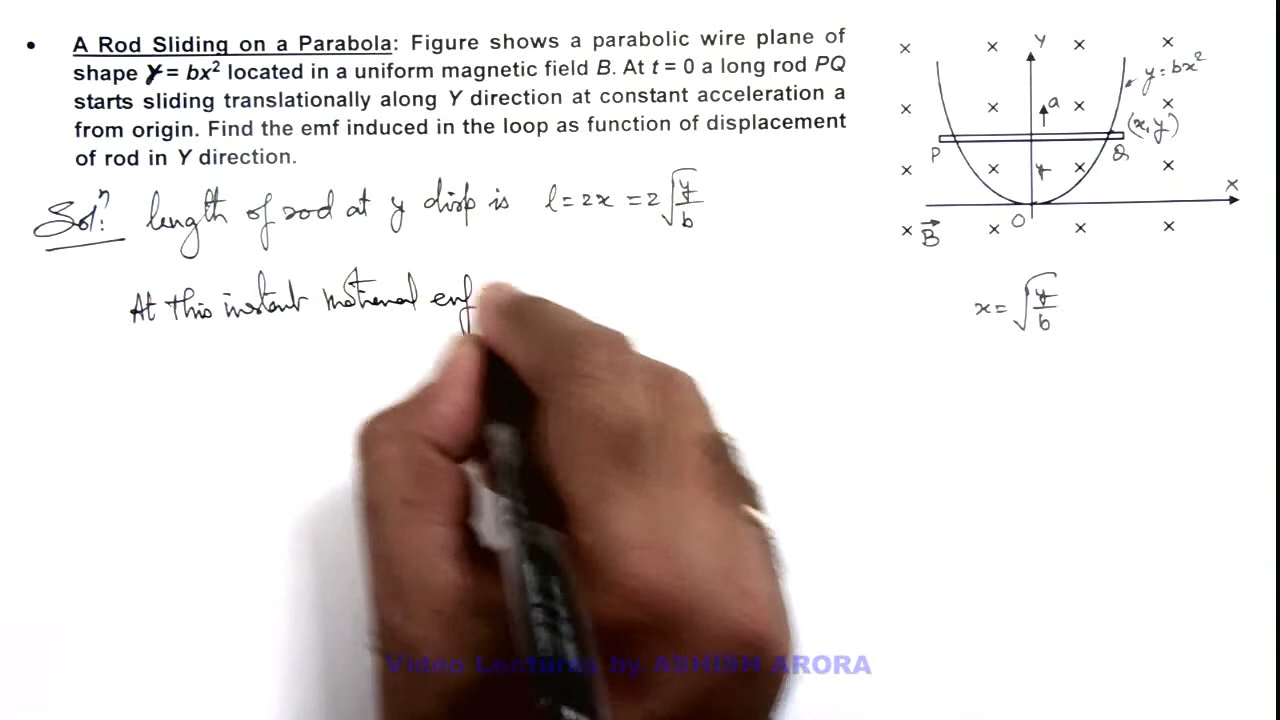 • A Rod Sliding on a Parabola: Figure shows a parabolic wire plane of
shape y = bx² located in a uniform magnetic field B. At t = 0 a long rod PQ
starts sliding translationally along Y direction at constant acceleration a
from origin. Find the emf induced in the loop as function of displacement
of rod in Y direction.
Solⁿ: length of rod at y disp is l = 2x = 2√(y/b)
At this instant motional emf
Y
y = bx²
a
(x, y)
P
Q
y
X
O
B⃗
x = √(y/b)
Video Lectures by ASHISH ARORA